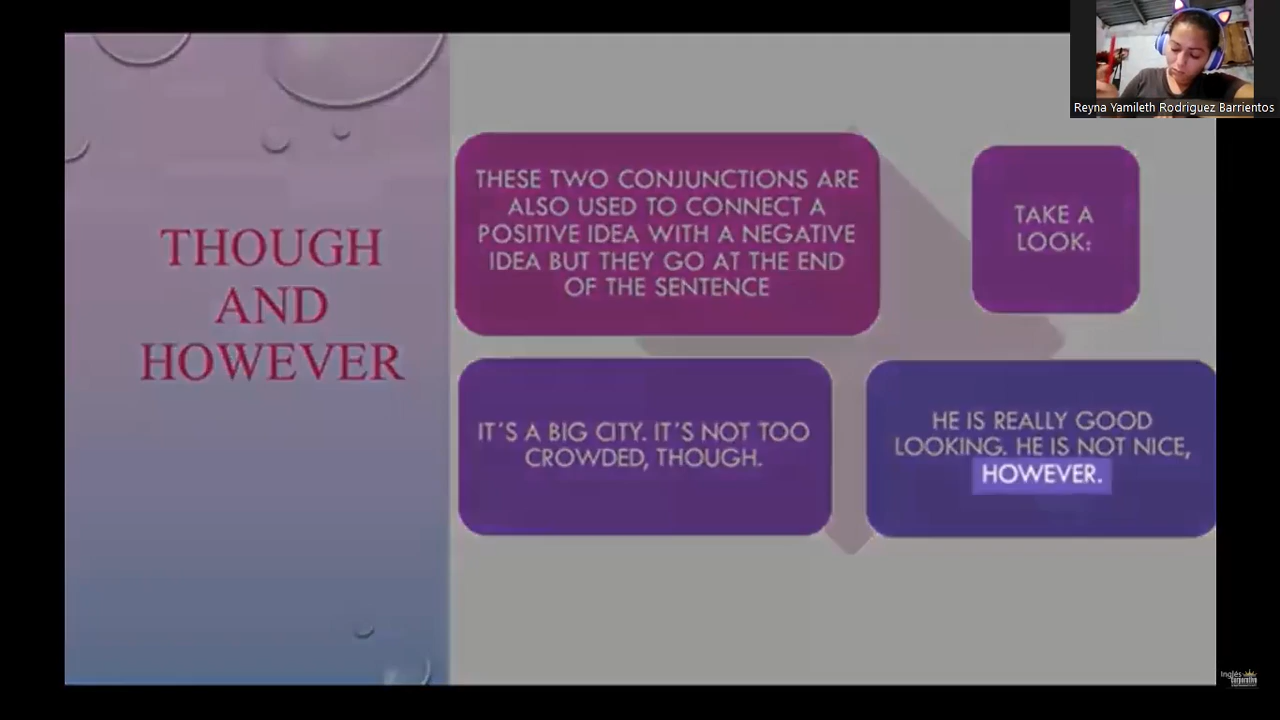 Reyna Yamileth Rodriguez Barrientos
THOUGH
AND
HOWEVER
THESE TWO CONJUNCTIONS ARE
ALSO USED TO CONNECT A
POSITIVE IDEA WITH A NEGATIVE
IDEA BUT THEY GO AT THE END
OF THE SENTENCE
TAKE A
LOOK:
IT´S A BIG CITY. IT´S NOT TOO
CROWDED, THOUGH.
HE IS REALLY GOOD
LOOKING. HE IS NOT NICE,
HOWEVER.
Inglés
Corporativo